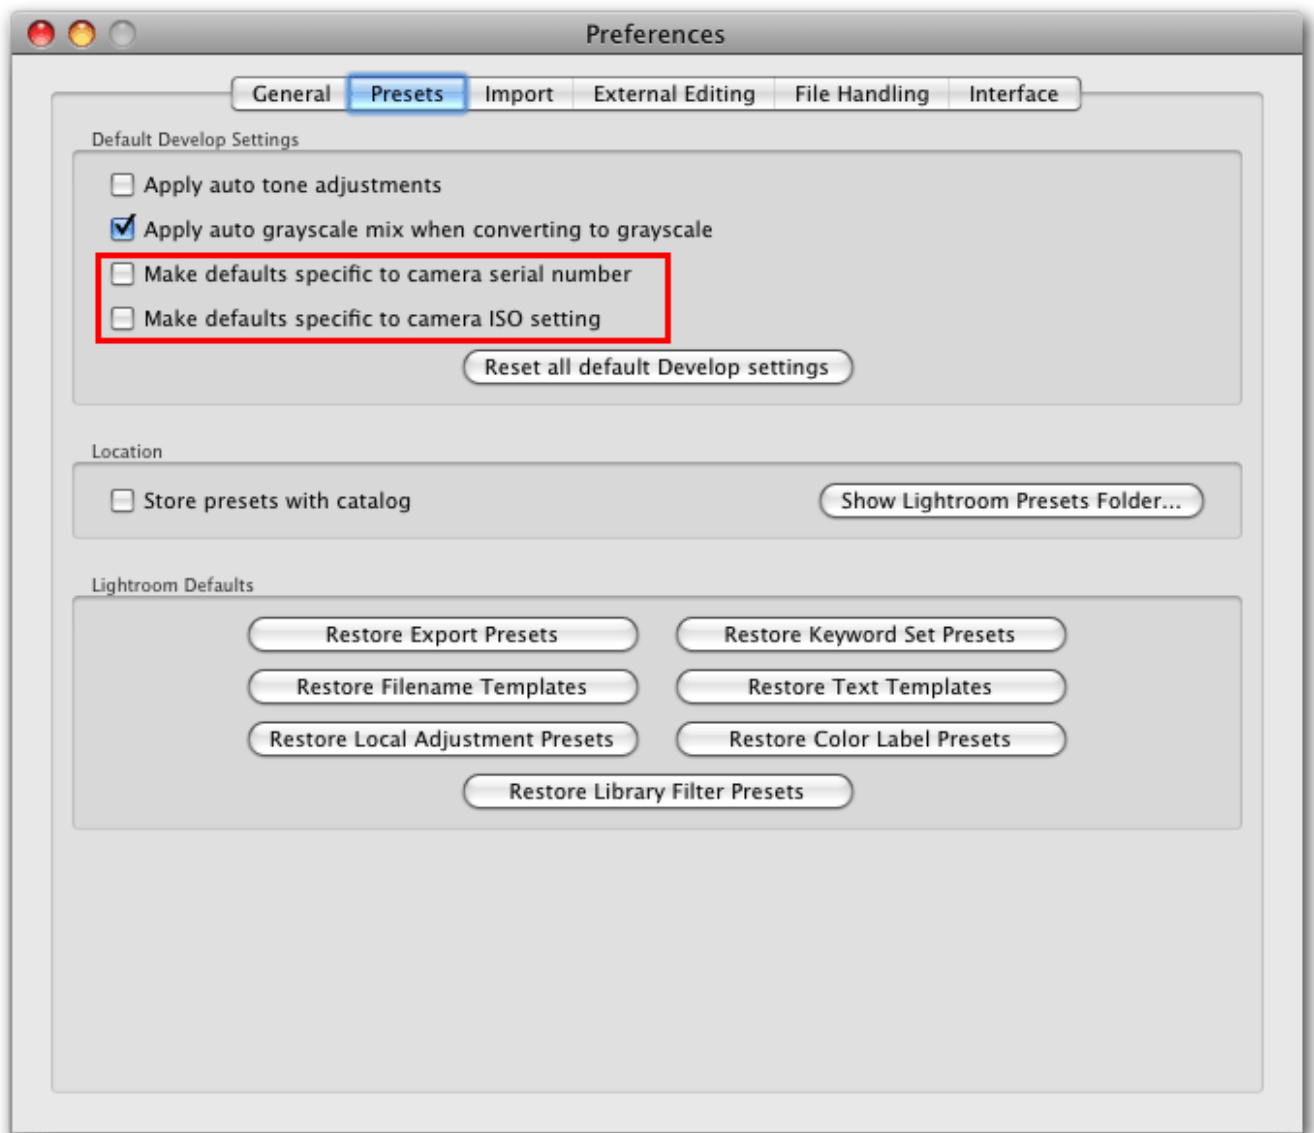 Preferences
General Presets Import External Editing File Handling Interface
Default Develop Settings
Apply auto tone adjustments
Apply auto grayscale mix when converting to grayscale
Make defaults specific to camera serial number
Make defaults specific to camera ISO setting
Reset all default Develop settings
Location
Store presets with catalog Show Lightroom Presets Folder...
Lightroom Defaults
Restore Export Presets Restore Keyword Set Presets
Restore Filename Templates Restore Text Templates
Restore Local Adjustment Presets Restore Color Label Presets
Restore Library Filter Presets